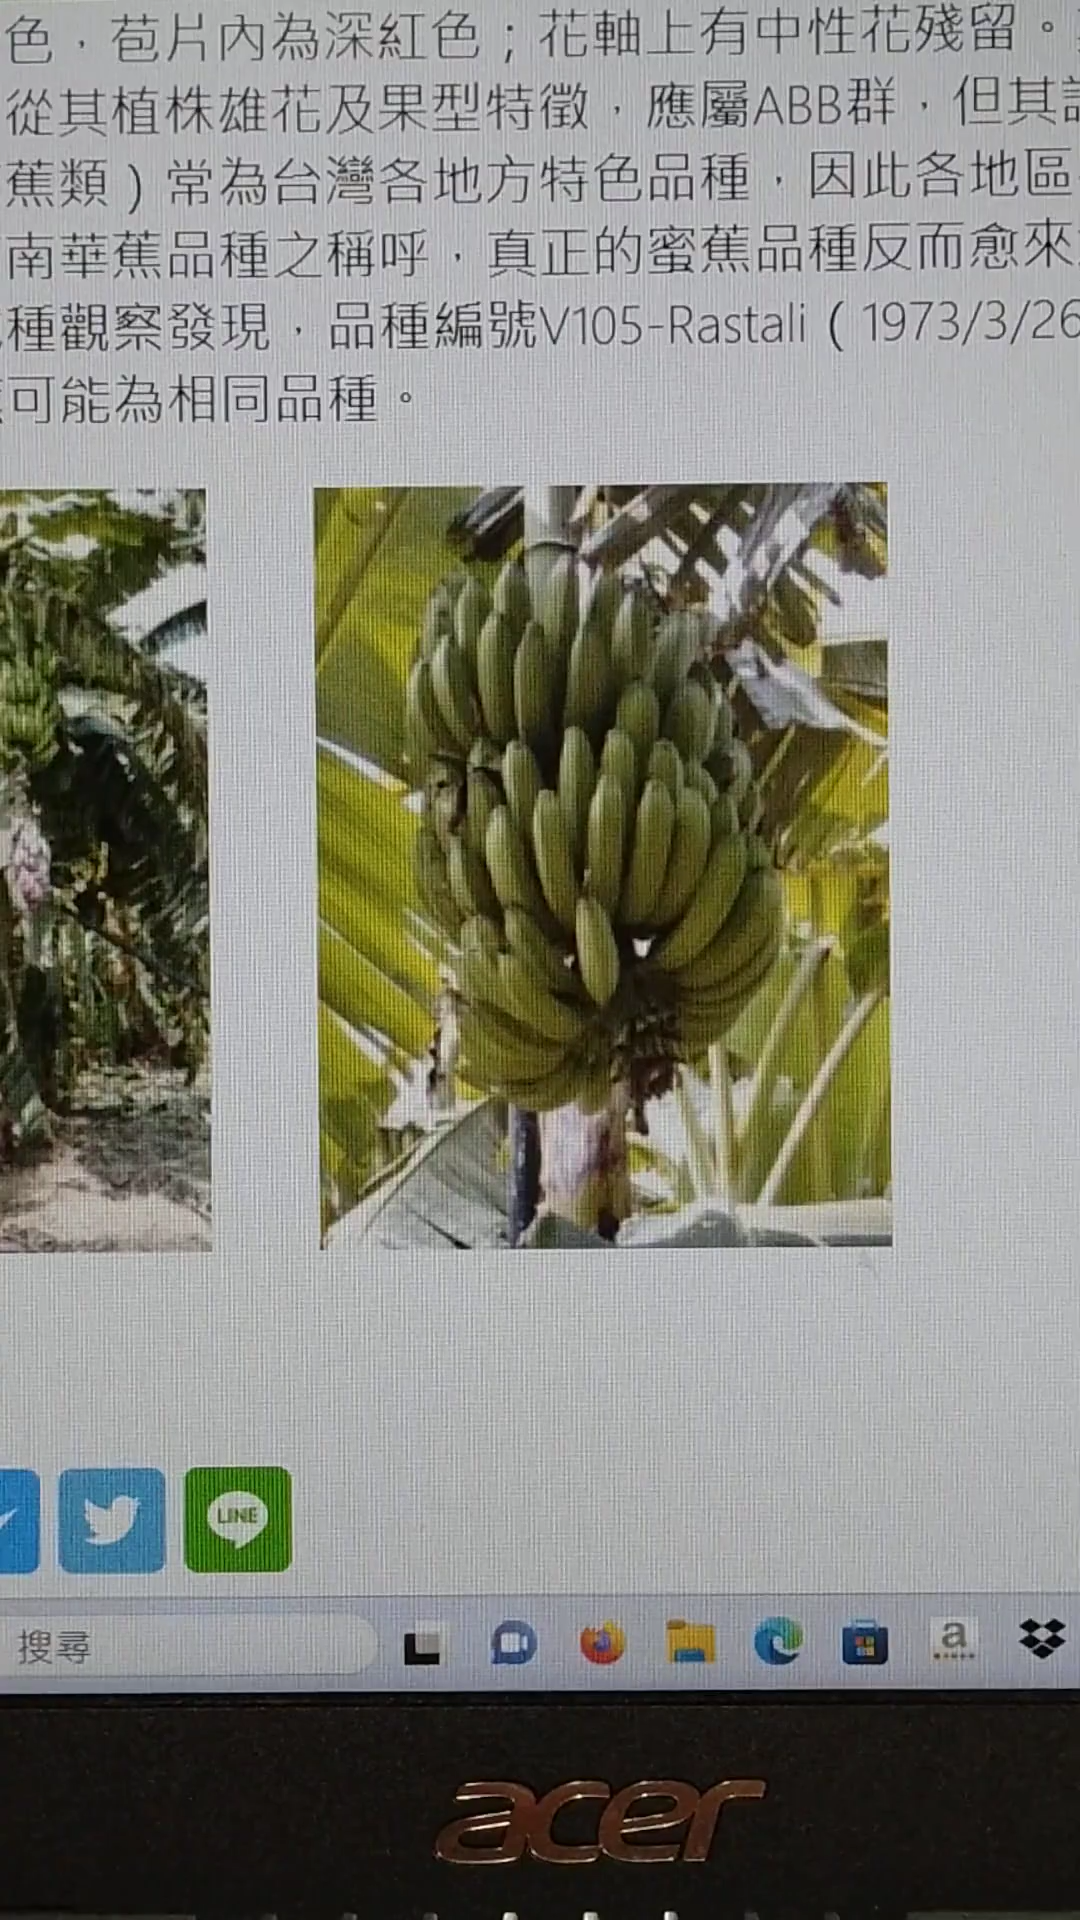 色，苞片內為深紅色；花軸上有中性花殘留。
從其植株雄花及果型特徵，應屬ABB群，但其
蕉類）常為台灣各地方特色品種，因此各地區
南華蕉品種之稱呼，真正的蜜蕉品種反而愈來
種觀察發現，品種編號V105-Rastali（1973/3/26
可能為相同品種。
LINE
搜尋
a
acer